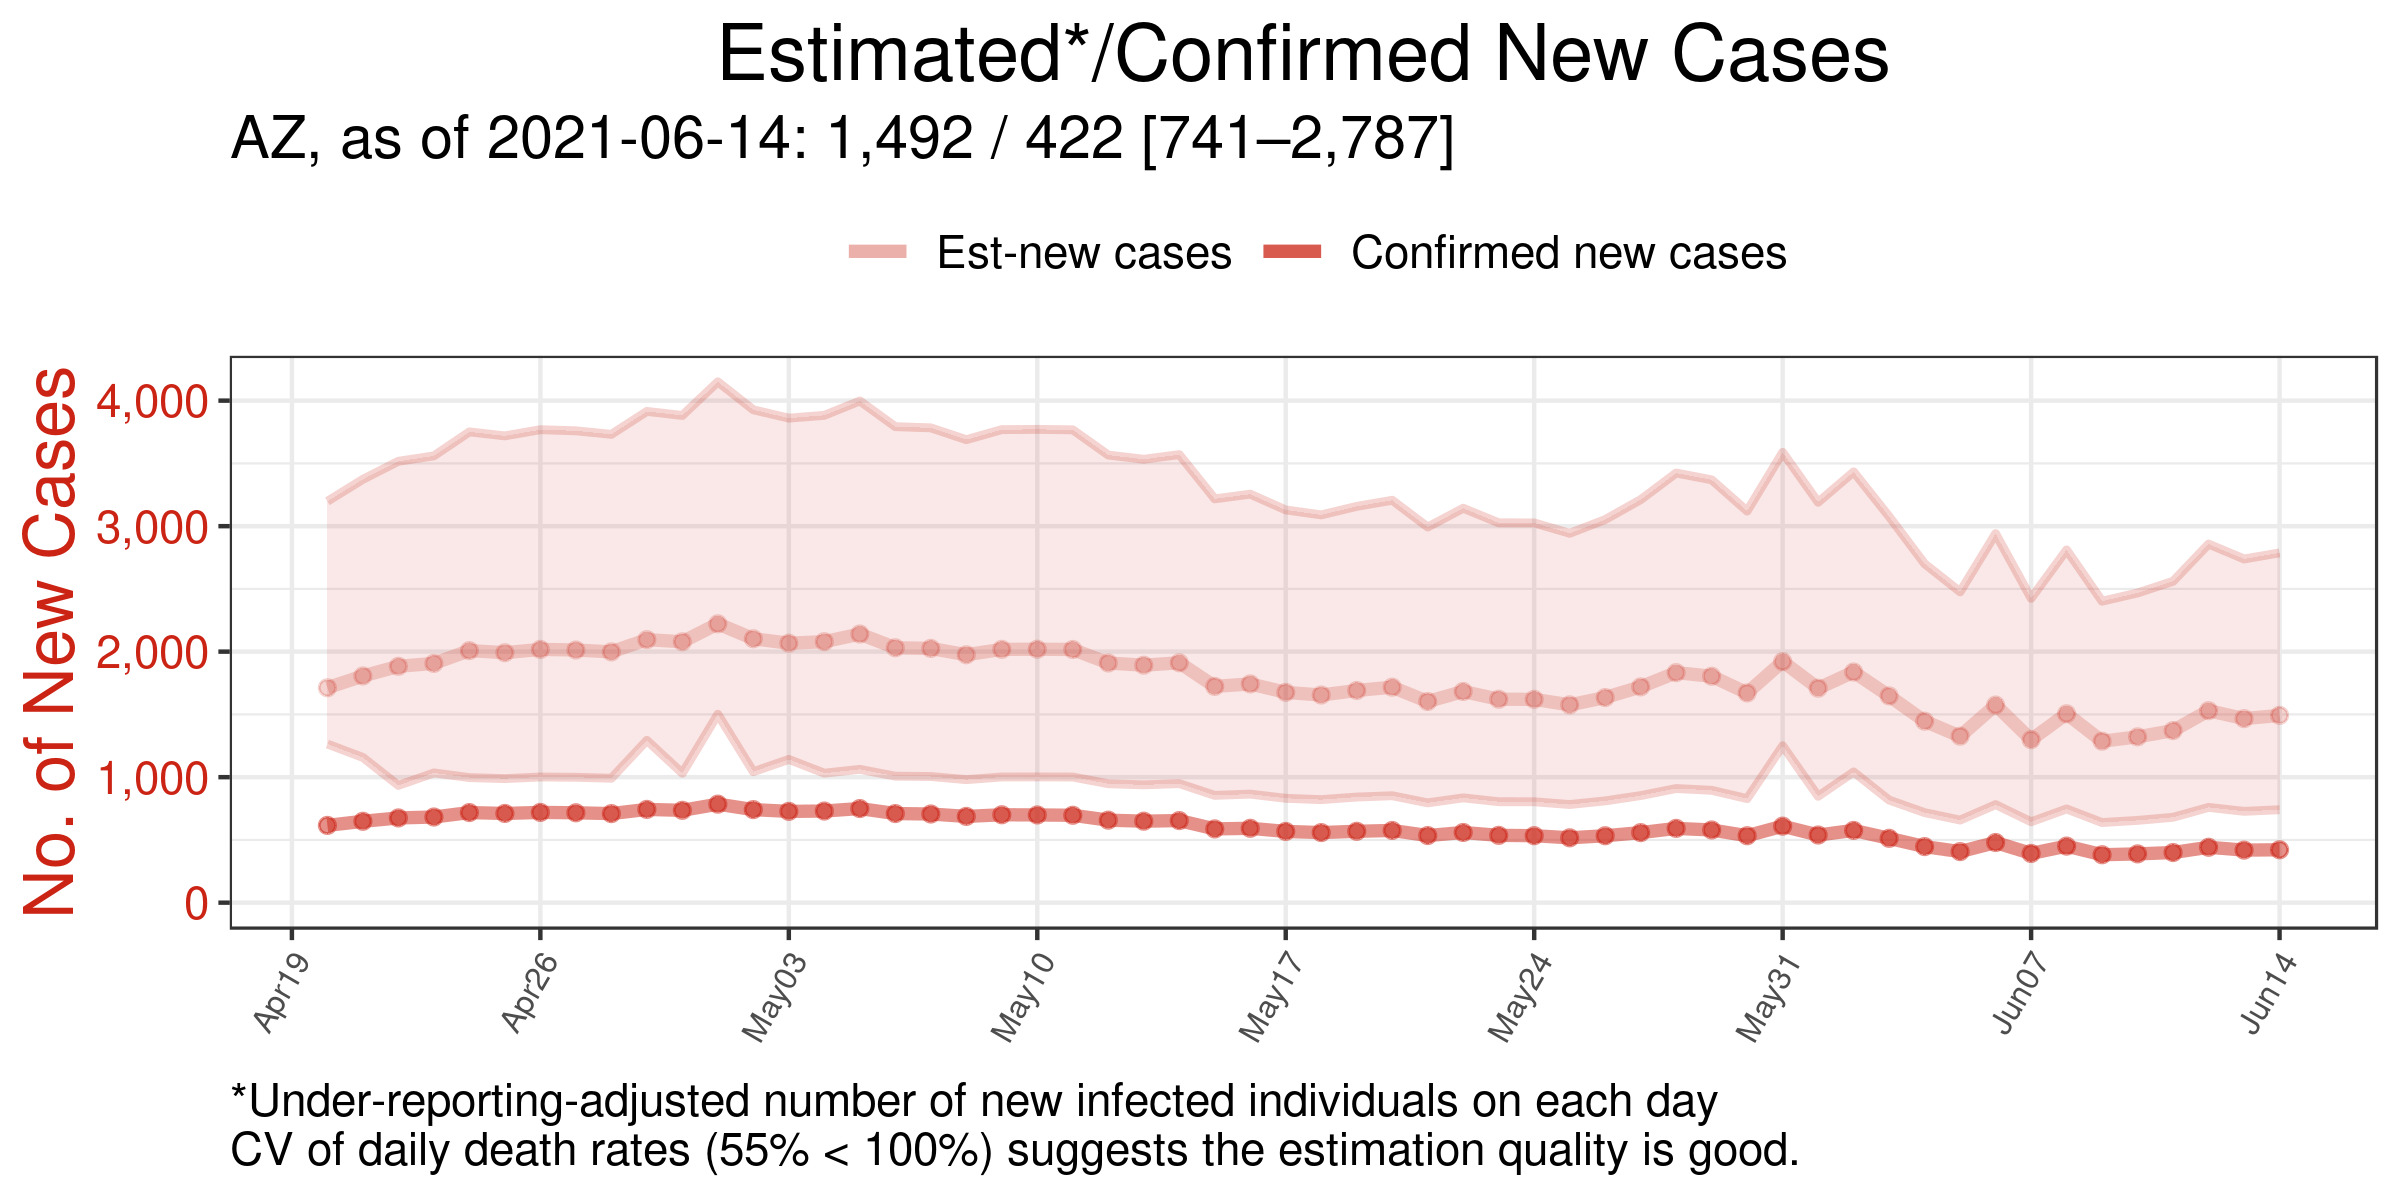 Estimated*/Confirmed New Cases
AZ, as of 2021-06-14: 1,492 / 422 [741–2,787]
Est-new cases
Confirmed new cases
No. of New Cases
4,000
3,000
2,000
1,000
0
Apr19
Apr26
May03
May10
May17
May24
May31
Jun07
Jun14
*Under-reporting-adjusted number of new infected individuals on each day
CV of daily death rates (55% < 100%) suggests the estimation quality is good.